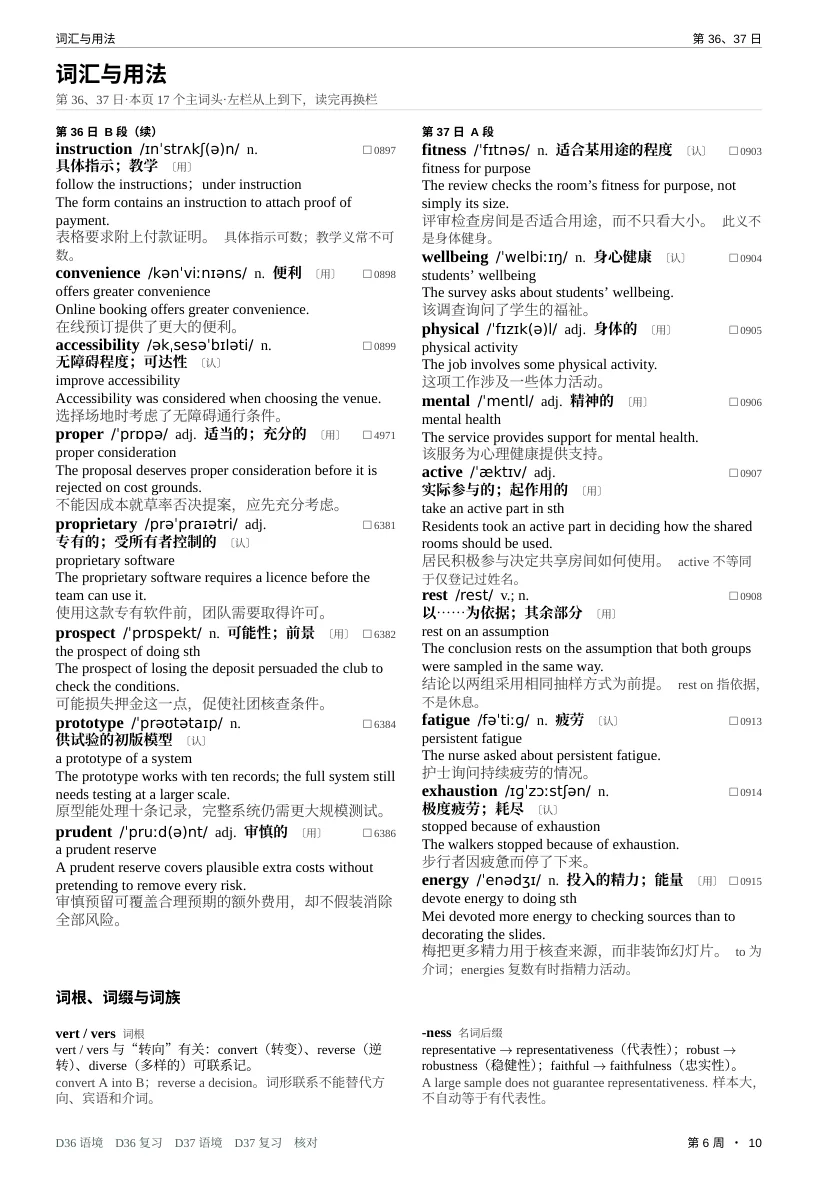 词汇与用法
第 36、37 日
词汇与用法
第 36、37 日·本页 17 个主词头·左栏从上到下，读完再换栏
第 36 日 B 段（续）
instruction /ɪnˈstrʌkʃ(ə)n/ n. □ 0897
具体指示；教学 〔用〕
follow the instructions；under instruction
The form contains an instruction to attach proof of
payment.
表格要求附上付款证明。 具体指示可数；教学义常不可
数。
convenience /kənˈviːniəns/ n. 便利 〔用〕 □ 0898
offers greater convenience
Online booking offers greater convenience.
在线预订提供了更大的便利。
accessibility /əkˌsesəˈbɪləti/ n. □ 0899
无障碍程度；可达性 〔认〕
improve accessibility
Accessibility was considered when choosing the venue.
选择场地时考虑了无障碍通行条件。
proper /ˈprɒpə/ adj. 适当的；充分的 〔用〕 □ 4971
proper consideration
The proposal deserves proper consideration before it is
rejected on cost grounds.
不能因成本就草率否决提案，应先充分考虑。
proprietary /prəˈpraɪətri/ adj. □ 6381
专有的；受所有者控制的 〔认〕
proprietary software
The proprietary software requires a licence before the
team can use it.
使用这款专有软件前，团队需要取得许可。
prospect /ˈprɒspekt/ n. 可能性；前景 〔用〕 □ 6382
the prospect of doing sth
The prospect of losing the deposit persuaded the club to
check the conditions.
可能损失押金这一点，促使社团核查条件。
prototype /ˈprəʊtətaɪp/ n. □ 6384
供试验的初版模型 〔认〕
a prototype of a system
The prototype works with ten records; the full system still
needs testing at a larger scale.
原型能处理十条记录，完整系统仍需更大规模测试。
prudent /ˈpruːd(ə)nt/ adj. 审慎的 〔用〕 □ 6386
a prudent reserve
A prudent reserve covers plausible extra costs without
pretending to remove every risk.
审慎预留可覆盖合理预期的额外费用，却不假装消除
全部风险。
第 37 日 A 段
fitness /ˈfɪtnəs/ n. 适合某用途的程度 〔认〕 □ 0903
fitness for purpose
The review checks the room’s fitness for purpose, not
simply its size.
评审检查房间是否适合用途，而不只看大小。 此义不
是身体健身。
wellbeing /ˈwelbiːɪŋ/ n. 身心健康 〔认〕 □ 0904
students’ wellbeing
The survey asks about students’ wellbeing.
该调查询问了学生的福祉。
physical /ˈfɪzɪk(ə)l/ adj. 身体的 〔用〕 □ 0905
physical activity
The job involves some physical activity.
这项工作涉及一些体力活动。
mental /ˈmentl/ adj. 精神的 〔用〕 □ 0906
mental health
The service provides support for mental health.
该服务为心理健康提供支持。
active /ˈæktɪv/ adj. □ 0907
实际参与的；起作用的 〔用〕
take an active part in sth
Residents took an active part in deciding how the shared
rooms should be used.
居民积极参与决定共享房间如何使用。 active 不等同
于仅登记过姓名。
rest /rest/ v.; n. □ 0908
以……为依据；其余部分 〔用〕
rest on an assumption
The conclusion rests on the assumption that both groups
were sampled in the same way.
结论以两组采用相同抽样方式为前提。 rest on 指依据，
不是休息。
fatigue /fəˈtiːɡ/ n. 疲劳 〔认〕 □ 0913
persistent fatigue
The nurse asked about persistent fatigue.
护士询问持续疲劳的情况。
exhaustion /ɪɡˈzɔːstʃən/ n. □ 0914
极度疲劳；耗尽 〔认〕
stopped because of exhaustion
The walkers stopped because of exhaustion.
步行者因疲惫而停了下来。
energy /ˈenədʒɪ/ n. 投入的精力；能量 〔用〕 □ 0915
devote energy to doing sth
Mei devoted more energy to checking sources than to
decorating the slides.
梅把更多精力用于核查来源，而非装饰幻灯片。 to 为
介词；energies 复数有时指精力活动。
词根、词缀与词族
vert / vers 词根
vert / vers 与“转向”有关：convert（转变）、reverse（逆
转）、diverse（多样的）可联系记。
convert A into B；reverse a decision。词形联系不能替代方
向、宾语和介词。
-ness 名词后缀
representative → representativeness（代表性）；robust →
robustness（稳健性）；faithful → faithfulness（忠实性）。
A large sample does not guarantee representativeness. 样本大，
不自动等于有代表性。
D36 语境 D36 复习 D37 语境 D37 复习 核对
第 6 周 · 10